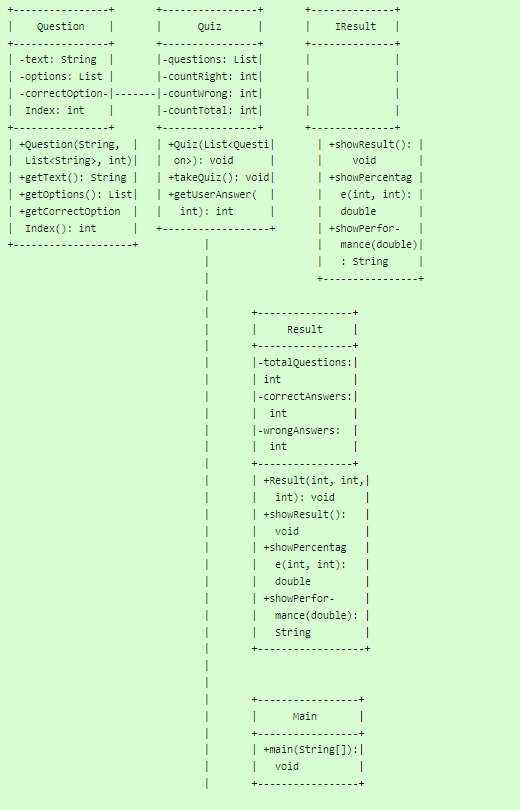 +---------------+ +---------------+ +-------------+
| Question | | Quiz | | IResult |
+---------------+ +---------------+ +-------------+
| -text: String | |-questions: List| | |
| -options: List | |-countRight: int| | |
| -correctOption-|-------|-countWrong: int| | |
| Index: int | |-countTotal: int| | |
+---------------+ +---------------+ +-------------+
| +Question(String, | | +Quiz(List<Questi| | +showResult(): |
| List<String>, int)| | on>): void | | void |
| +getText(): String | | +takeQuiz(): void| | +showPercentag |
| +getOptions(): List| | +getUserAnswer( | | e(int, int): |
| +getCorrectOption | | int): int | | double |
| Index(): int | +-----------------+ | +showPerfor- |
+-------------------+ | | mance(double)|
| | : String |
| +--------------+
|
| +---------------+
| | Result |
| +---------------+
| |-totalQuestions:|
| | int |
| |-correctAnswers:|
| | int |
| |-wrongAnswers: |
| | int |
| +---------------+
| | +Result(int, int,|
| | int): void |
| | +showResult(): |
| | void |
| | +showPercentag |
| | e(int, int): |
| | double |
| | +showPerfor- |
| | mance(double): |
| | String |
| +-----------------+
|
|
| +----------------+
| | Main |
| +----------------+
| | +main(String[]):|
| | void |
| +----------------+